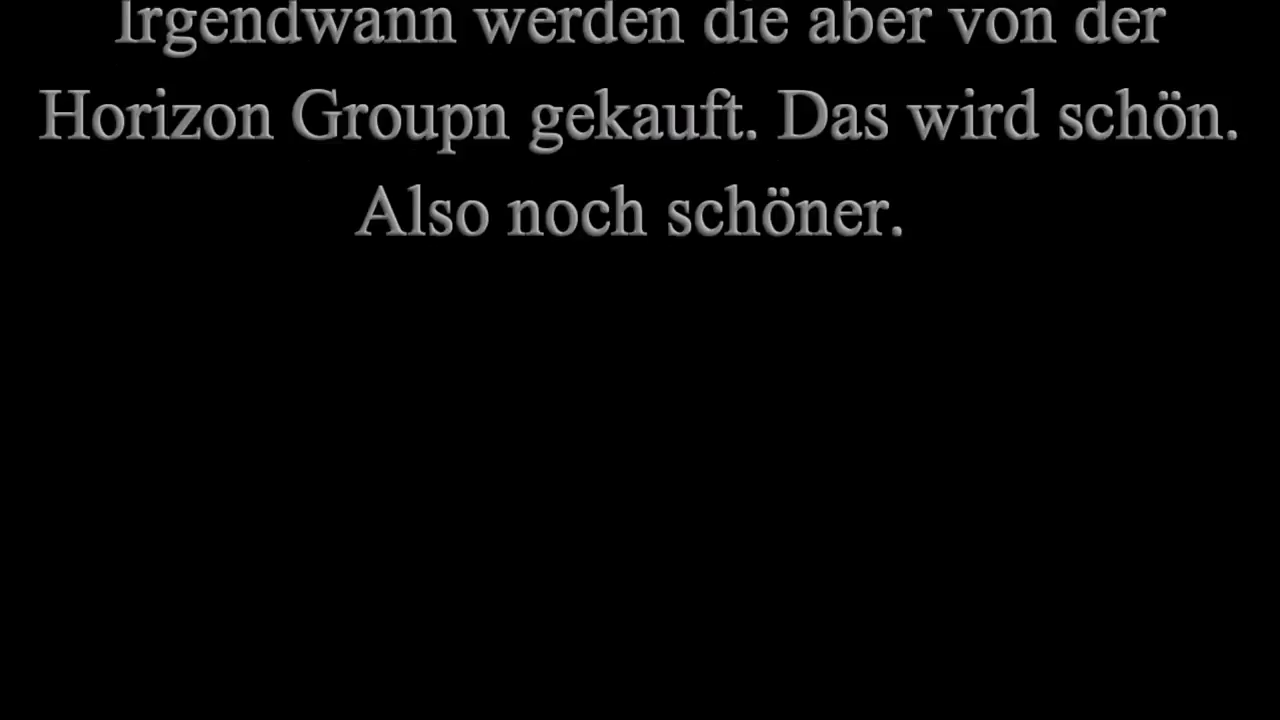 Irgendwann werden die aber von der
Horizon Groupn gekauft. Das wird schön.
Also noch schöner.